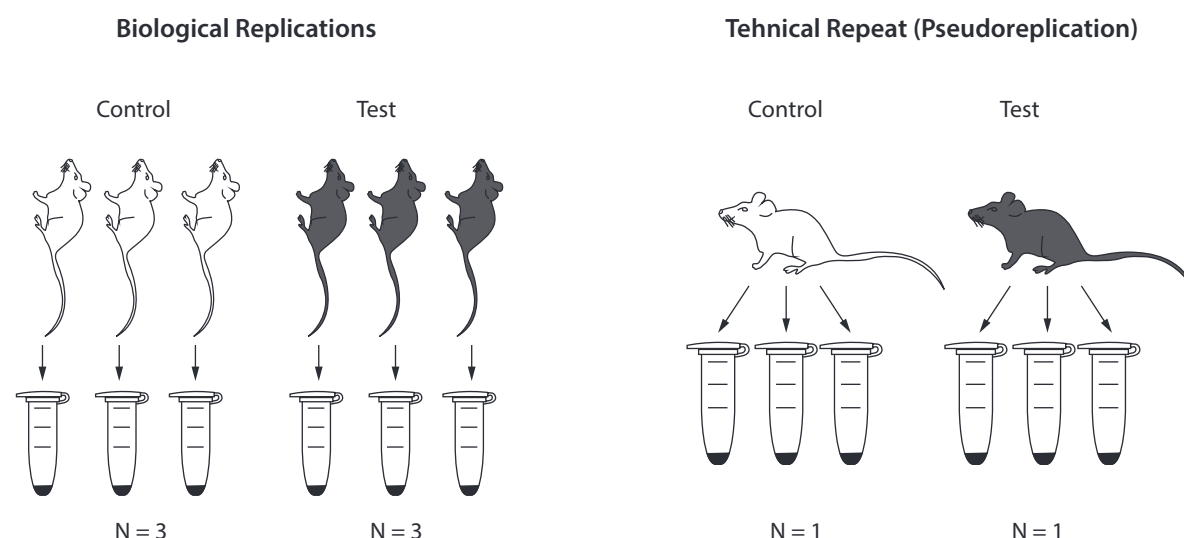 Biological Replications
Control Test
N = 3 N = 3
Tehnical Repeat (Pseudoreplication)
Control Test
N = 1 N = 1